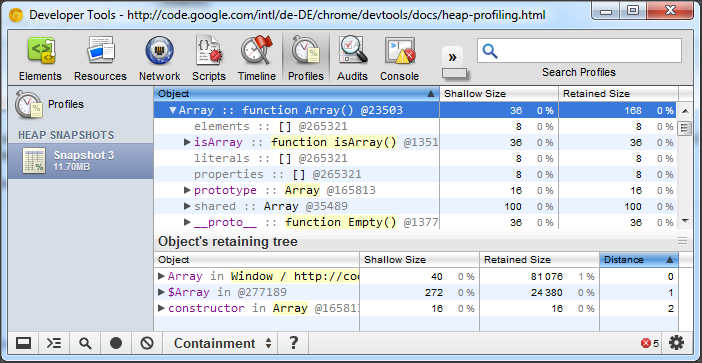 Developer Tools - http://code.google.com/intl/de-DE/chrome/devtools/docs/heap-profiling.html
Elements Resources Network Scripts Timeline Profiles Audits Console » Search Profiles
Profiles
HEAP SNAPSHOTS
Snapshot 3
11.70MB
%
Object Shallow Size Retained Size
Array :: function Array() @23503 36 0% 168 0%
elements :: [] @265321 8 0% 8 0%
isArray :: function isArray() @1351 36 0% 36 0%
literals :: [] @265321 8 0% 8 0%
properties :: [] @265321 8 0% 8 0%
prototype :: Array @165813 16 0% 16 0%
shared :: Array @35489 100 0% 100 0%
__proto__ :: function Empty() @1377 36 0% 36 0%
Object's retaining tree
Object Shallow Size Retained Size Distance
Array in Window / http://coo 40 0% 81 076 1% 0
$Array in @277189 272 0% 24 380 0% 1
constructor in Array @165813 16 0% 16 0% 2
Containment ? 5